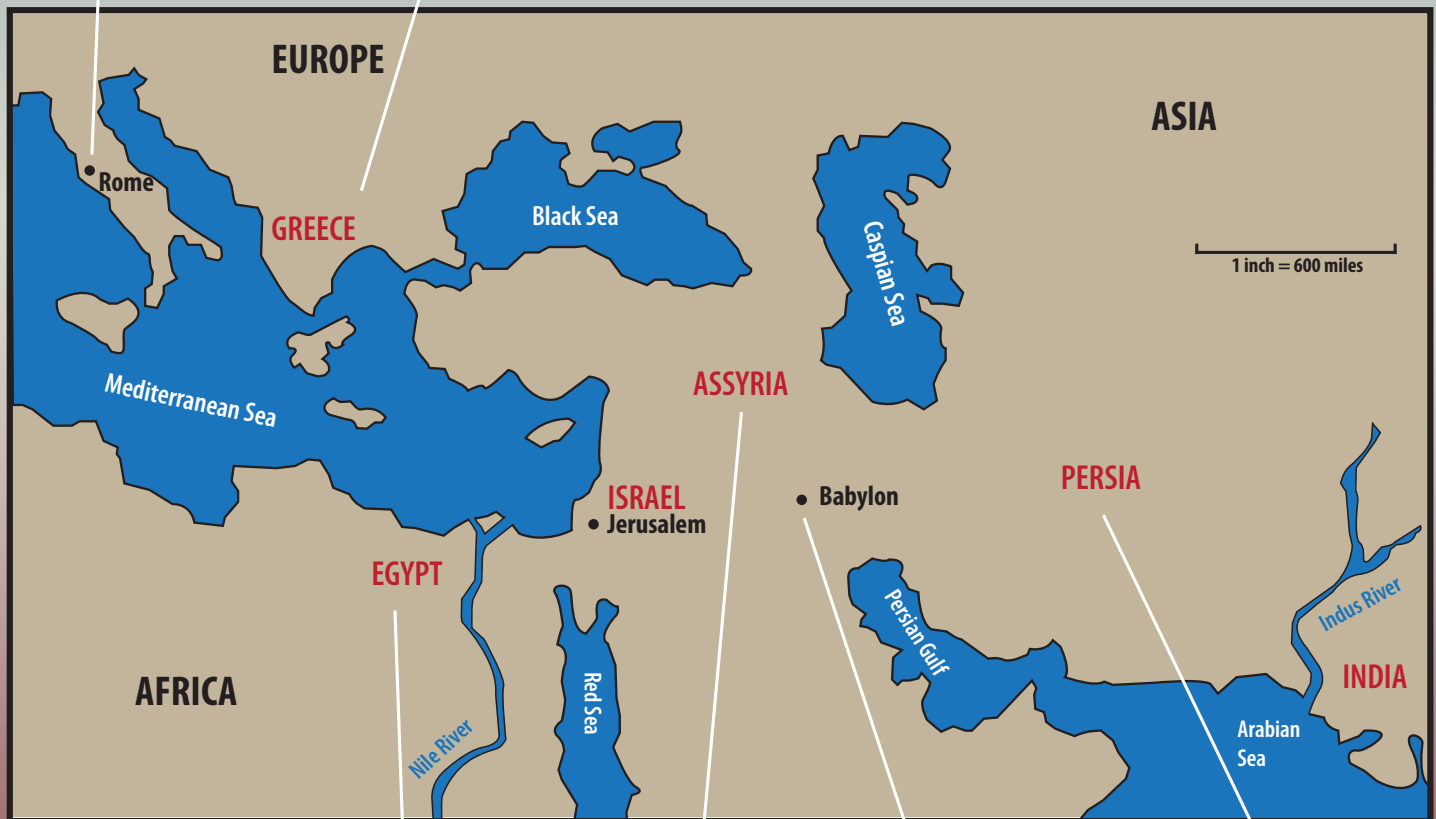 EUROPE
ASIA
Rome
Black Sea
GREECE
Caspian Sea
1 inch = 600 miles
Mediterranean Sea
ASSYRIA
PERSIA
ISRAEL
Babylon
Jerusalem
EGYPT
Persian Gulf
Indus River
AFRICA
Red Sea
INDIA
Nile River
Arabian
Sea